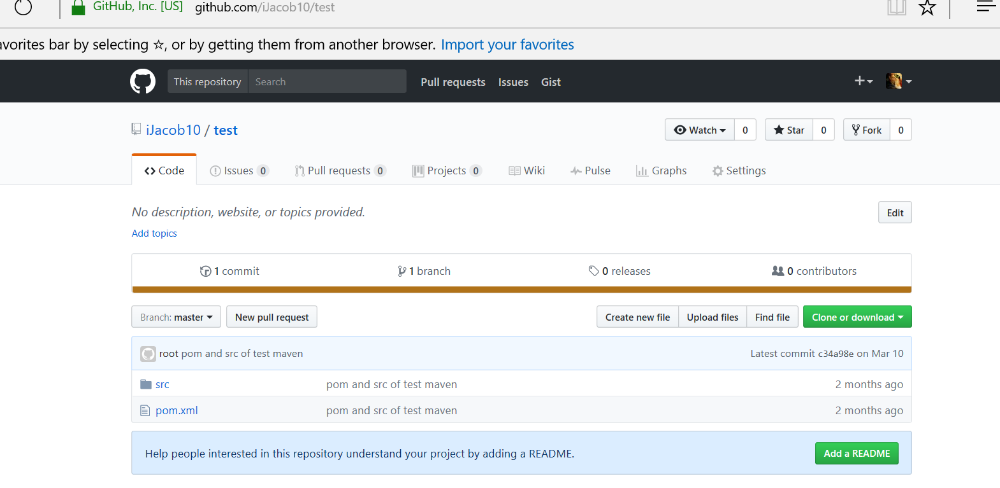 GitHub, Inc. [US] github.com/iJacob10/test
avorites bar by selecting ☆, or by getting them from another browser. Import your favorites
This repository Search Pull requests Issues Gist
iJacob10 / test Watch 0 Star 0 Fork 0
Code Issues 0 Pull requests 0 Projects 0 Wiki Pulse Graphs Settings
No description, website, or topics provided. Edit
Add topics
1 commit 1 branch 0 releases 0 contributors
Branch: master New pull request Create new file Upload files Find file Clone or download
root pom and src of test maven Latest commit c34a98e on Mar 10
src pom and src of test maven 2 months ago
pom.xml pom and src of test maven 2 months ago
Help people interested in this repository understand your project by adding a README. Add a README